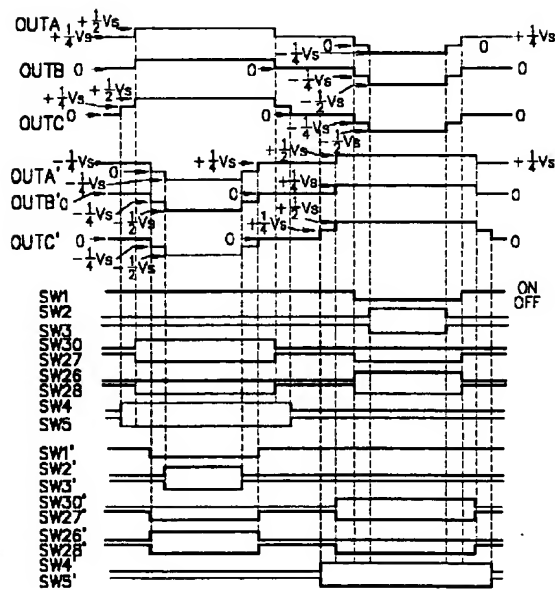 OUTA +1/2Vs
+1/4Vs 0 +1/4Vs
-1/4Vs
OUTB 0 0 0
-1/4Vs
-1/2Vs
+1/4Vs +1/2Vs
OUTC 0 0 0
-1/4Vs
-1/2Vs
+1/2Vs
-1/4Vs +1/4Vs +1/4Vs
0
OUTA' -1/4Vs
+1/4Vs
OUTB' 0 0 0
-1/4Vs
-1/2Vs
+1/2Vs
+1/4Vs
OUTC' 0 0 0
-1/4Vs
-1/2Vs
SW1 ON
OFF
SW2
SW3
SW30
SW27
SW26
SW28
SW4
SW5
SW1'
SW2'
SW3'
SW30'
SW27'
SW26'
SW28'
SW4'
SW5'